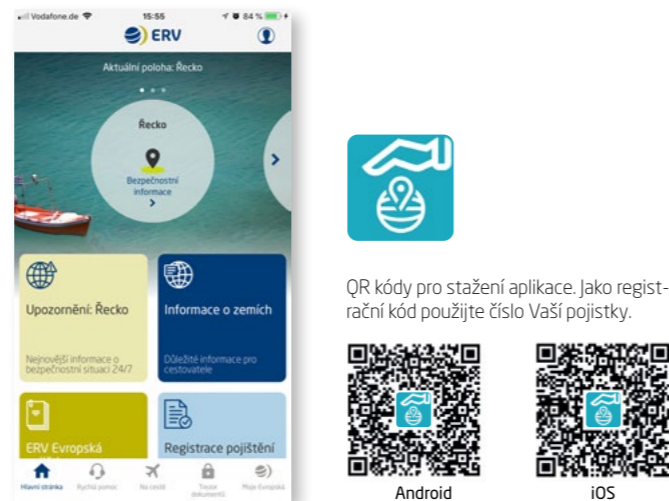 Vodafone.de 15:55 84 %
ERV
Aktuální poloha: Řecko
Řecko
Bezpečnostní
informace
Upozornění: Řecko
Informace o zemích
Nejnovější informace o
bezpečnostní situaci 24/7
Důležité informace pro
cestovatele
ERV Evropská
Registrace pojištění
Hlavní stránka
Rychlá pomoc
Na cestě
Trezor
dokumentů
Moje Evropská
QR kódy pro stažení aplikace. Jako regist-
rační kód použijte číslo Vaší pojistky.
Android
iOS